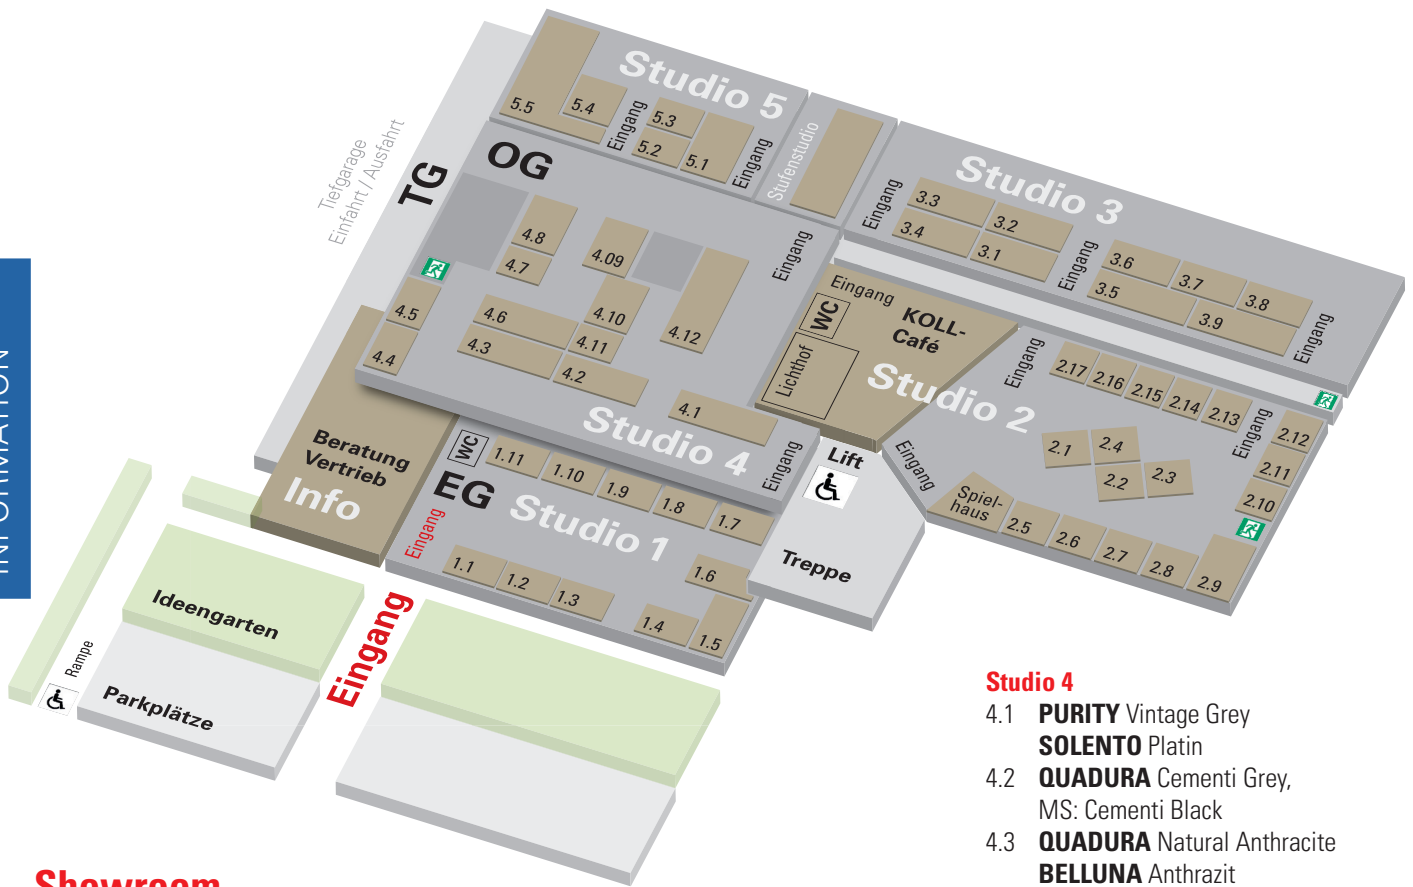 INFORMATION
Tiefgarage
Einfahrt / Ausfahrt
TG
OG
Studio 5
5.5
5.4
Eingang
5.3
5.2
5.1
Eingang
Stufenstudio
Studio 3
Eingang
3.3
3.2
3.4
3.1
Eingang
3.6
3.7
3.8
3.5
3.9
Eingang
4.8
4.7
4.09
4.5
4.4
4.6
4.3
4.10
4.11
4.2
4.12
4.1
Eingang
Studio 4
Eingang
Eingang
WC
KOLL-
Café
Lichthof
Studio 2
Eingang
2.17
2.16
2.15
2.14
2.13
Eingang
2.12
2.11
2.10
2.1
2.4
2.2
2.3
Eingang
Spiel-
haus
2.5
2.6
2.7
2.8
2.9
Lift
Treppe
Beratung
Vertrieb
Info
WC
EG
Studio 1
1.11
1.10
1.9
1.8
1.7
Eingang
1.1
1.2
1.3
1.4
1.5
1.6
Ideengarten
Rampe
Parkplätze
Eingang
Showroom
Studio 4
4.1 PURITY Vintage Grey
SOLENTO Platin
4.2 QUADURA Cementi Grey,
MS: Cementi Black
4.3 QUADURA Natural Anthracite
BELLUNA Anthrazit